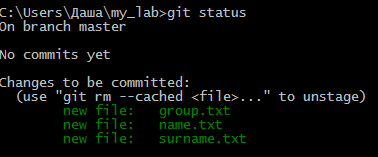 C:\Users\Даша\my_lab>git status
On branch master

No commits yet

Changes to be committed:
  (use "git rm --cached <file>..." to unstage)
        new file:   group.txt
        new file:   name.txt
        new file:   surname.txt